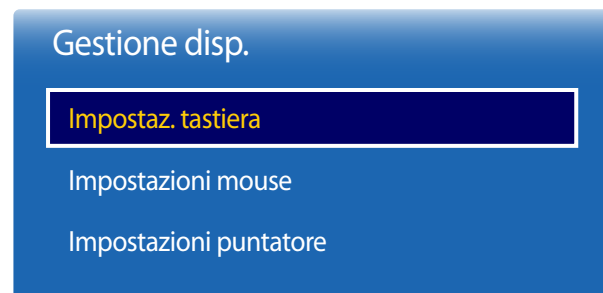 Gestione disp.
Impostaz. tastiera
Impostazioni mouse
Impostazioni puntatore